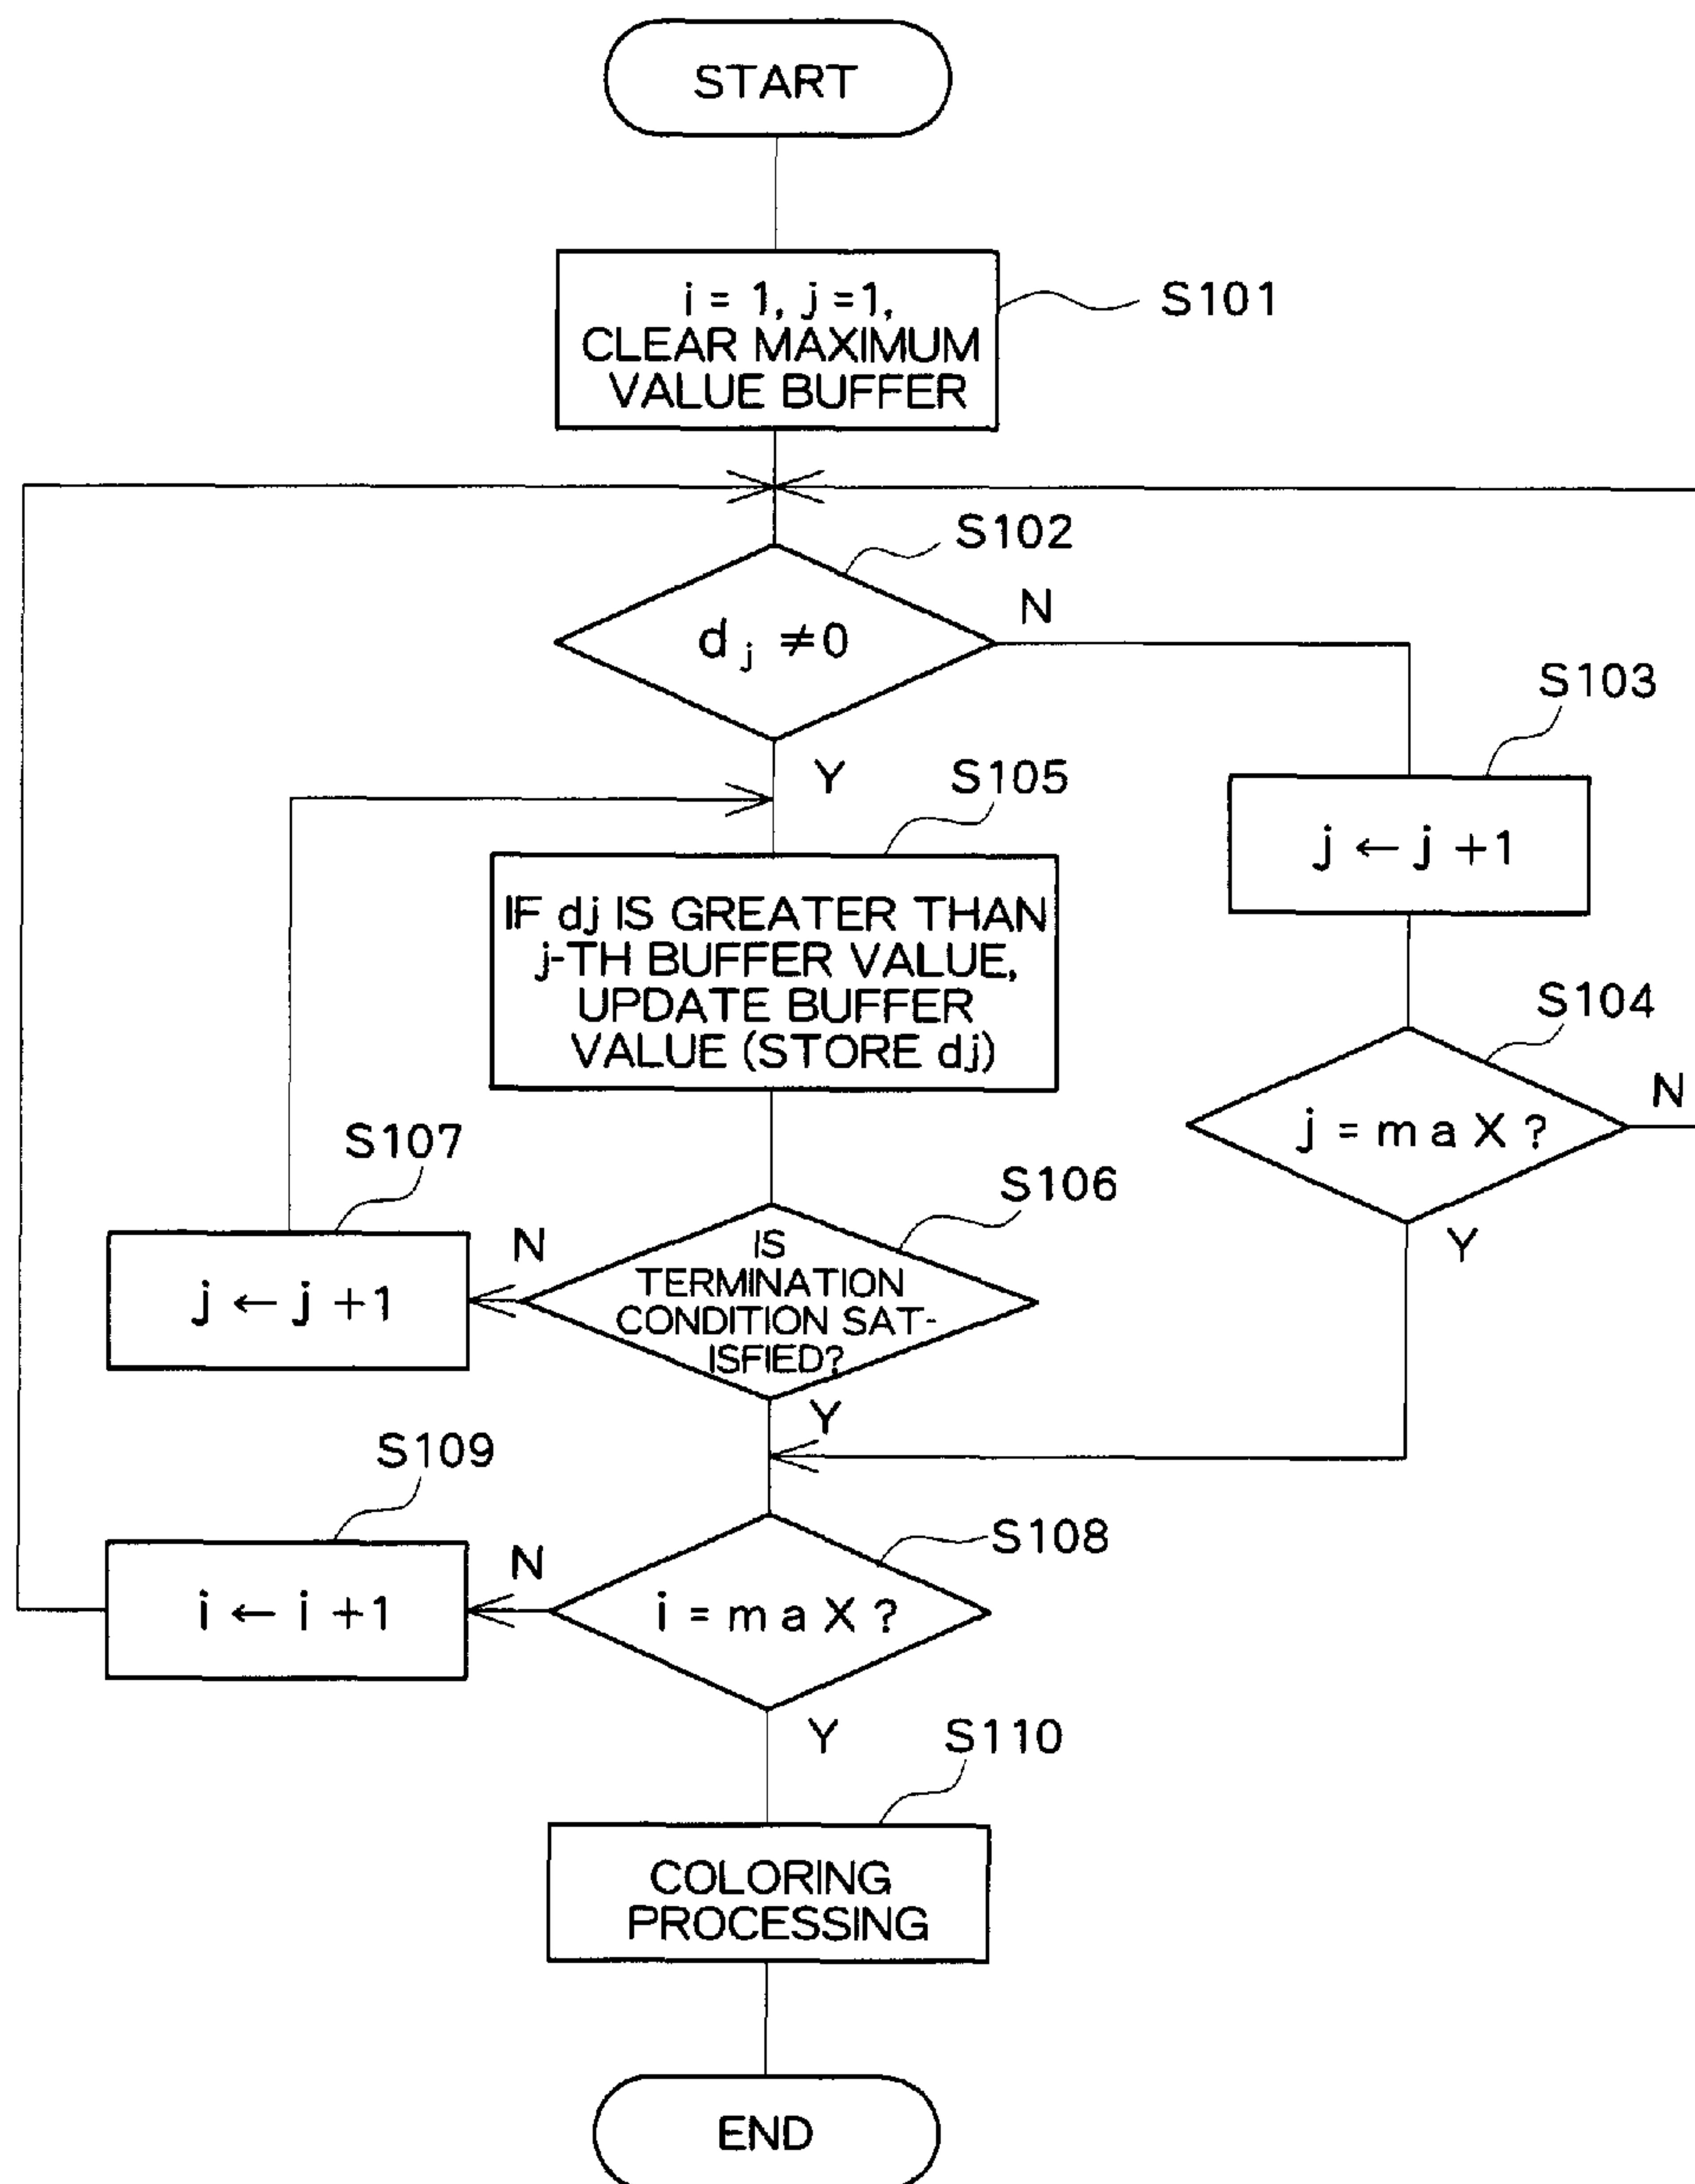 START
i = 1, j =1,
CLEAR MAXIMUM
VALUE BUFFER
S101
S102
d j ≠0
N
Y
S103
j ← j +1
S104
j = m a X ?
N
Y
S105
IF dj IS GREATER THAN
j-TH BUFFER VALUE,
UPDATE BUFFER
VALUE (STORE dj)
S106
IS
TERMINATION
CONDITION SAT-
ISFIED?
N
Y
S107
j ← j +1
S108
i = m a X ?
N
Y
S109
i ← i +1
S110
COLORING
PROCESSING
END